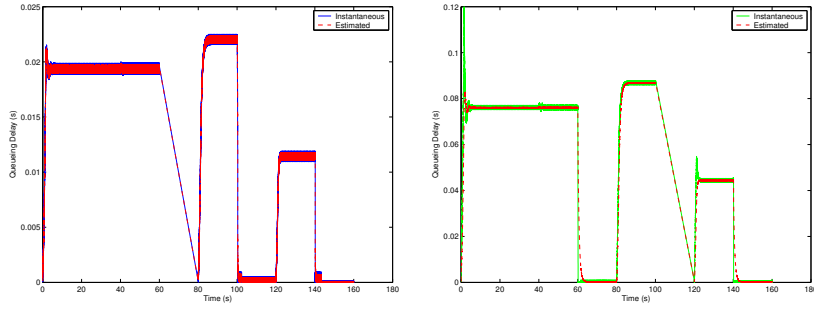 0.025
0.02
0.015
0.01
0.005
0
Queueing Delay (s)
0 20 40 60 80 100 120 140 160 180
Time (s)
Instantaneous
Estimated
0.12
0.1
0.08
0.06
0.04
0.02
0
Queueing Delay (s)
0 20 40 60 80 100 120 140 160 180
Time (s)
Instantaneous
Estimated